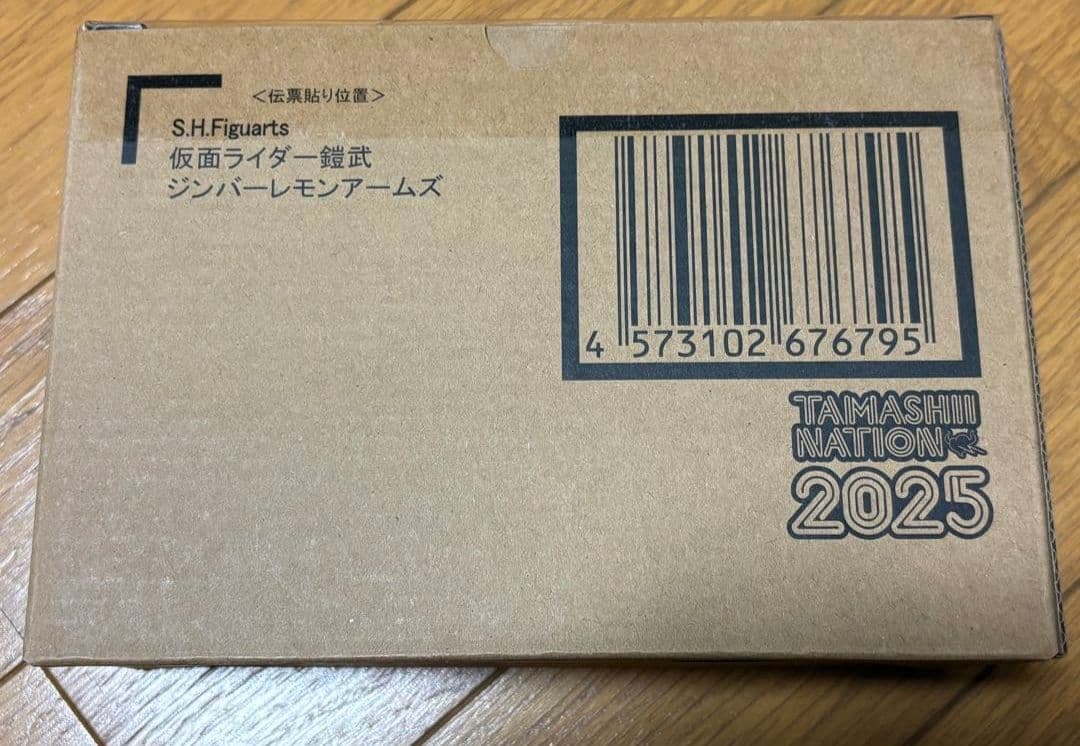 <伝票貼り位置>
S.H.Figuarts
仮面ライダー鎧武
ジンバーレモンアームズ
4 573102 676795
TAMASHII
NATION
2025